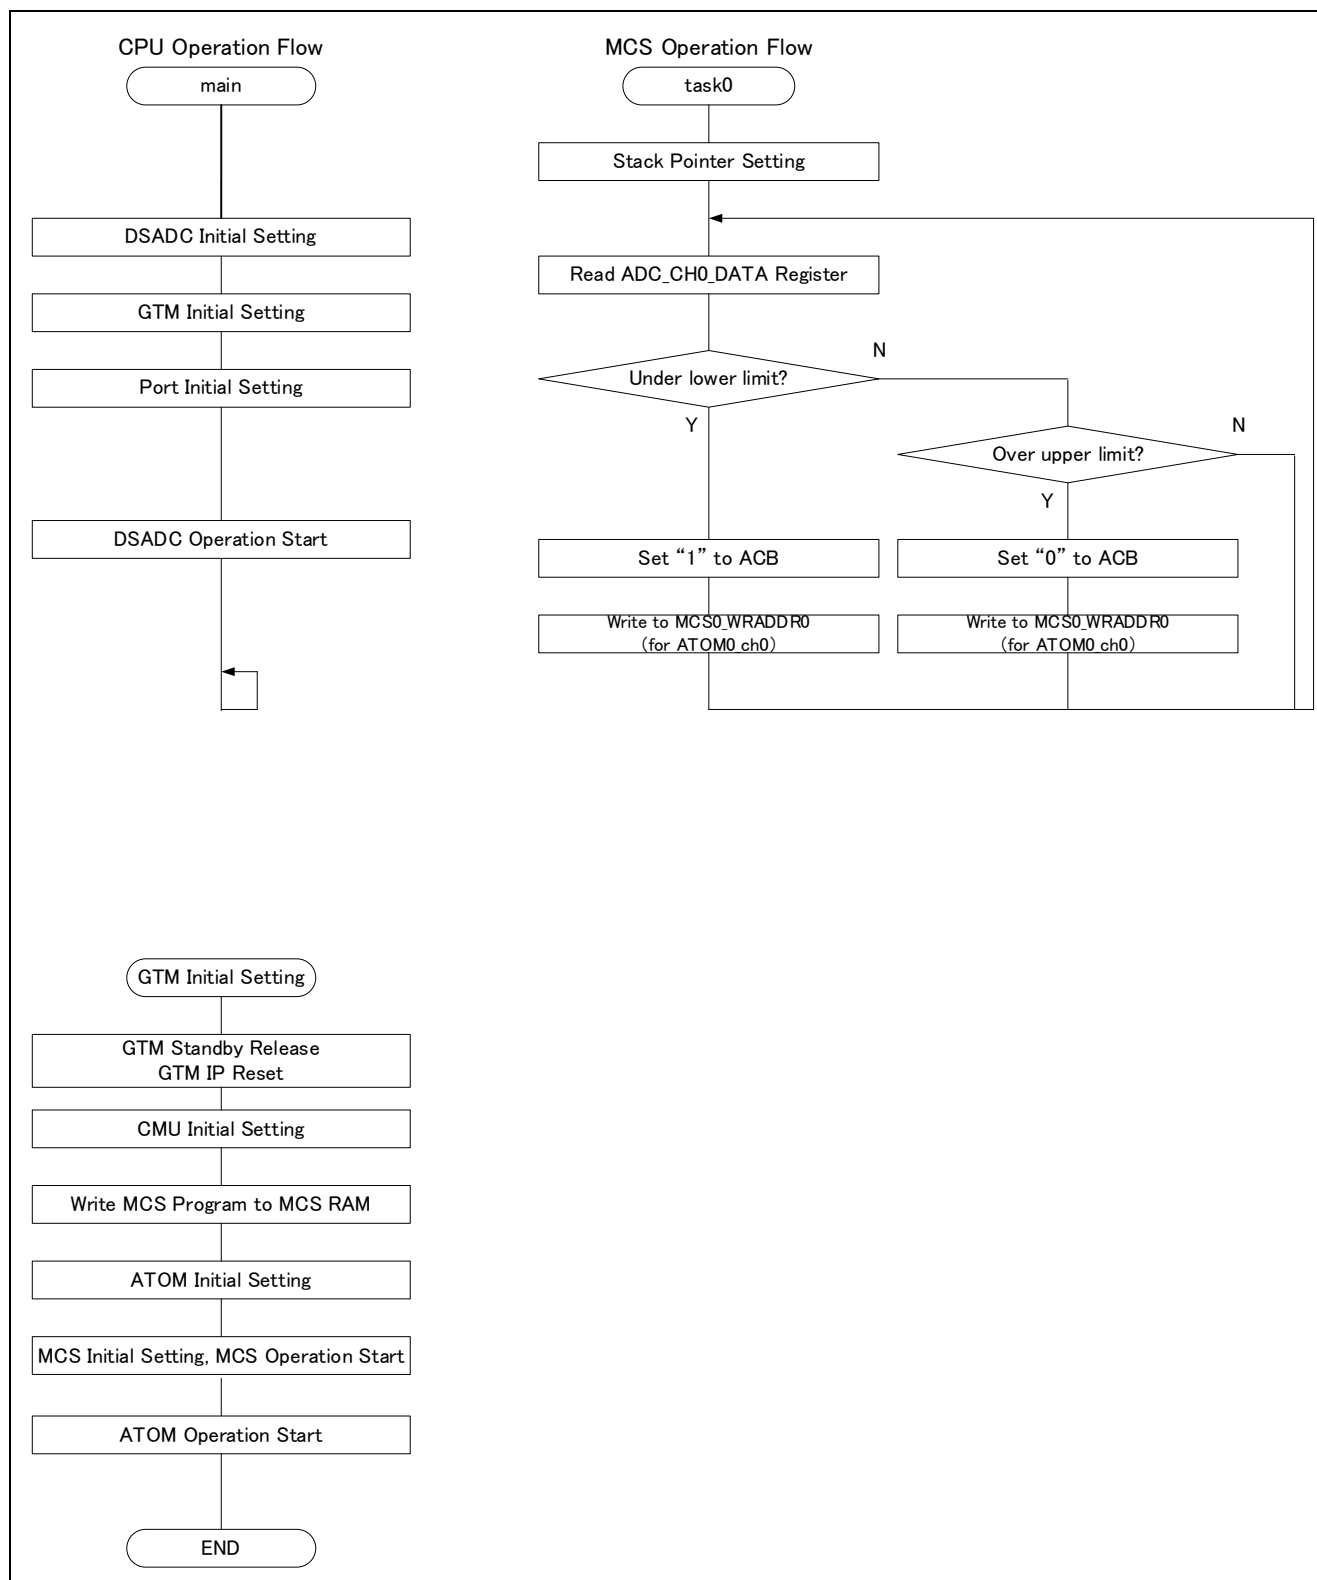 CPU Operation Flow
main
DSADC Initial Setting
GTM Initial Setting
Port Initial Setting
DSADC Operation Start
MCS Operation Flow
task0
Stack Pointer Setting
Read ADC_CH0_DATA Register
Under lower limit?
N
Y
Over upper limit?
N
Y
Set “1” to ACB
Set “0” to ACB
Write to MCS0_WRADDR0
(for ATOM0_ch0)
Write to MCS0_WRADDR0
(for ATOM0_ch0)
GTM Initial Setting
GTM Standby Release
GTM IP Reset
CMU Initial Setting
Write MCS Program to MCS RAM
ATOM Initial Setting
MCS Initial Setting, MCS Operation Start
ATOM Operation Start
END